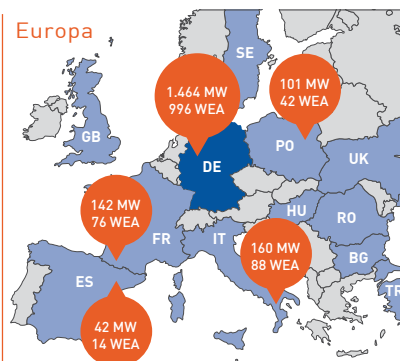 Europa
SE
1.464 MW
996 WEA
101 MW
42 WEA
GB
PO
UK
DE
142 MW
76 WEA
HU
RO
FR
IT
160 MW
88 WEA
BG
ES
TR
42 MW
14 WEA